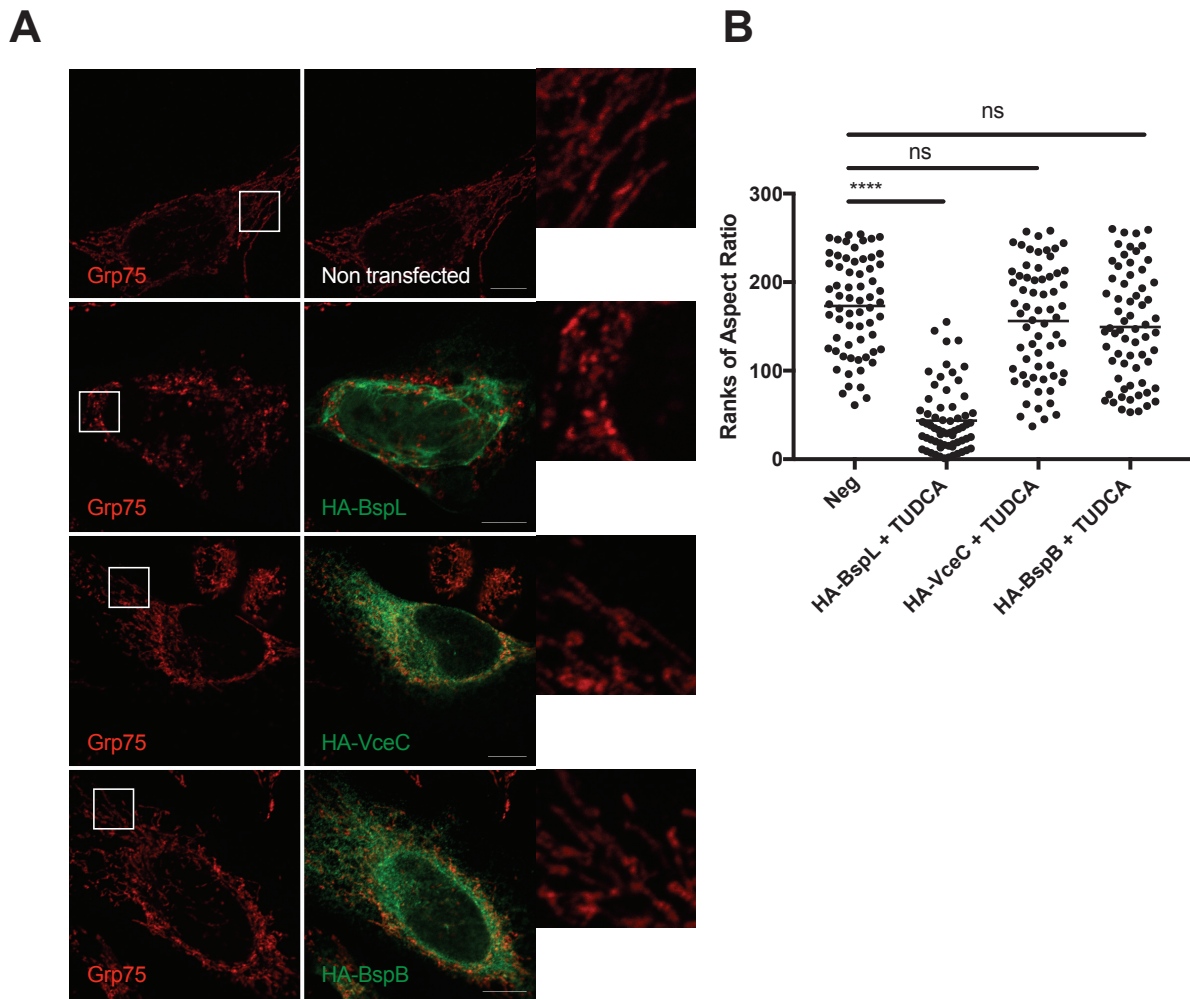 A
Grp75
Non transfected
Grp75
HA-BspL
Grp75
HA-VceC
Grp75
HA-BspB
B
ns
ns
****
300
200
100
0
Ranks of Aspect Ratio
Neg
HA-BspL + TUDCA
HA-VceC + TUDCA
HA-BspB + TUDCA